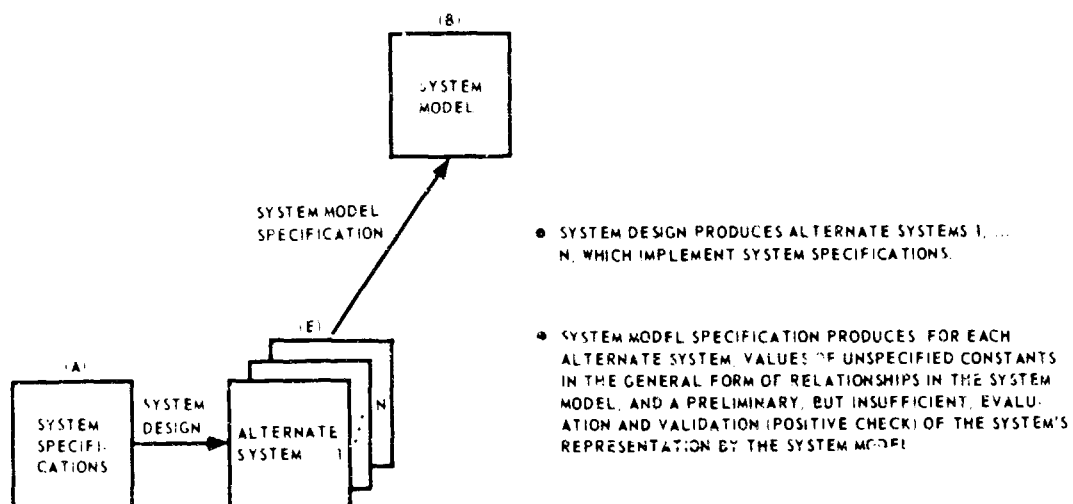 (B)
SYSTEM
MODEL
SYSTEM MODEL
SPECIFICATION
(E)
N
(A)
SYSTEM
SPECIFI-
CATIONS
SYSTEM
DESIGN
ALTERNATE
SYSTEM 1
• SYSTEM DESIGN PRODUCES ALTERNATE SYSTEMS 1, ...
N, WHICH IMPLEMENT SYSTEM SPECIFICATIONS.
• SYSTEM MODEL SPECIFICATION PRODUCES FOR EACH
ALTERNATE SYSTEM, VALUES OF UNSPECIFIED CONSTANTS
IN THE GENERAL FORM OF RELATIONSHIPS IN THE SYSTEM
MODEL, AND A PRELIMINARY, BUT INSUFFICIENT, EVALU-
ATION AND VALIDATION (POSITIVE CHECK) OF THE SYSTEM'S
REPRESENTATION BY THE SYSTEM MODEL